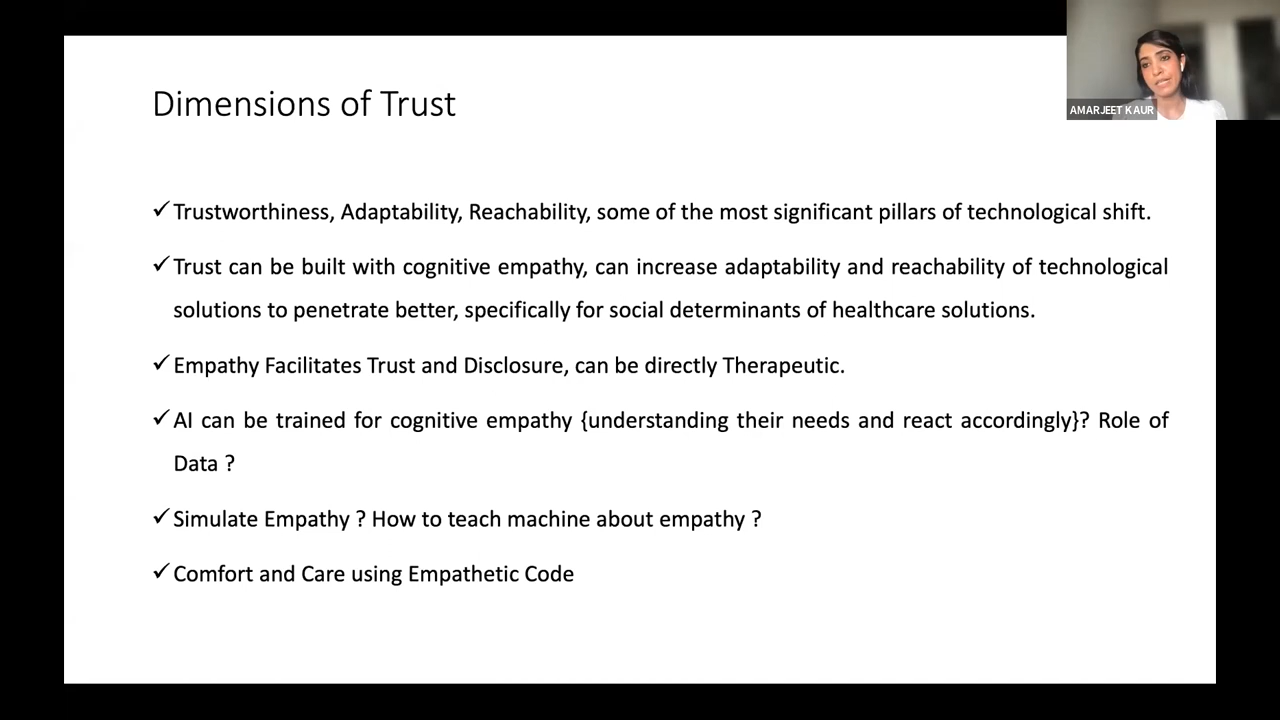 Dimensions of Trust
AMARJEET KAUR
✓Trustworthiness, Adaptability, Reachability, some of the most significant pillars of technological shift.
✓Trust can be built with cognitive empathy, can increase adaptability and reachability of technological
solutions to penetrate better, specifically for social determinants of healthcare solutions.
✓Empathy Facilitates Trust and Disclosure, can be directly Therapeutic.
✓AI can be trained for cognitive empathy {understanding their needs and react accordingly}? Role of
Data ?
✓Simulate Empathy ? How to teach machine about empathy ?
✓Comfort and Care using Empathetic Code